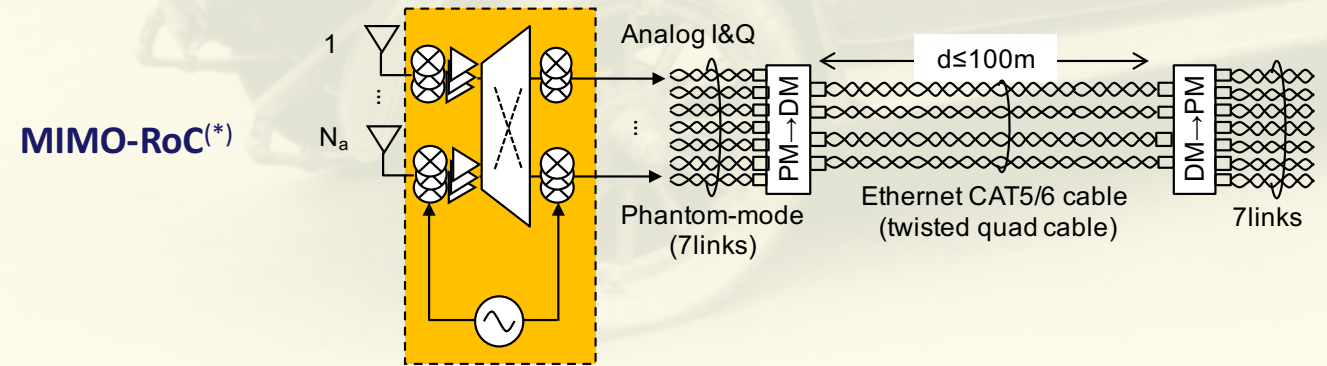 MIMO-RoC(*)
1
...
Nₐ
Analog I&Q
...
Phantom-mode
(7links)
PM→DM
d≤100m
Ethernet CAT5/6 cable
(twisted quad cable)
DM→PM
7links